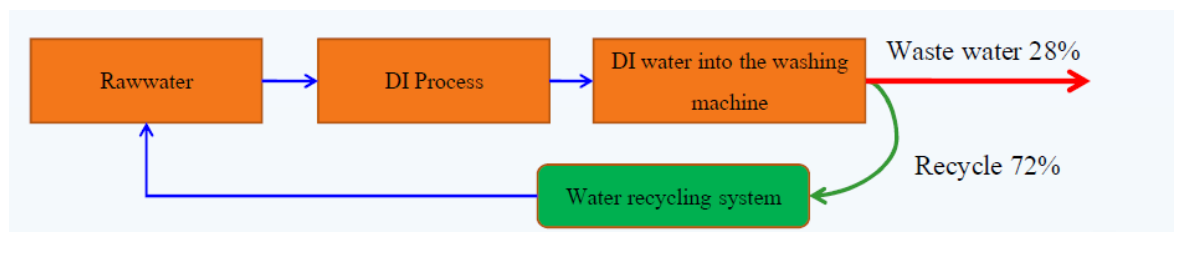 Rawwater
DI Process
DI water into the washing
machine
Waste water 28%
Recycle 72%
Water recycling system